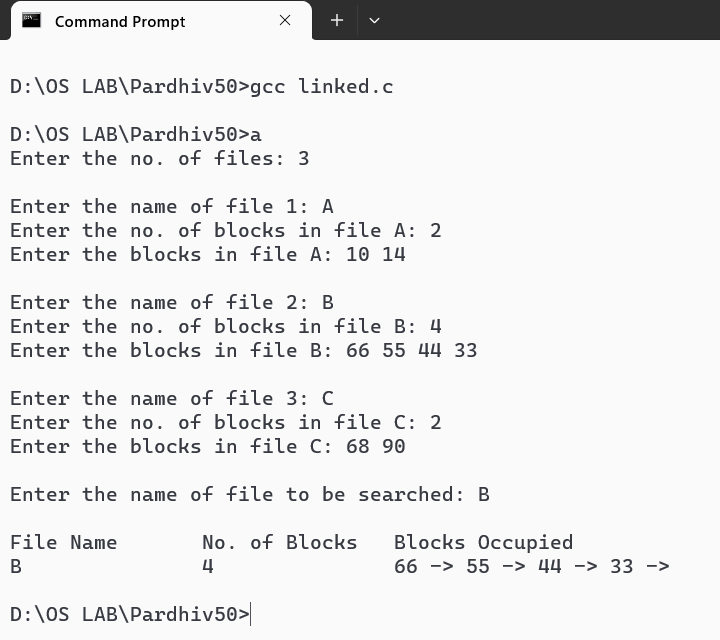 Command Prompt
D:\OS LAB\Pardhiv50>gcc linked.c
D:\OS LAB\Pardhiv50>a
Enter the no. of files: 3
Enter the name of file 1: A
Enter the no. of blocks in file A: 2
Enter the blocks in file A: 10 14
Enter the name of file 2: B
Enter the no. of blocks in file B: 4
Enter the blocks in file B: 66 55 44 33
Enter the name of file 3: C
Enter the no. of blocks in file C: 2
Enter the blocks in file C: 68 90
Enter the name of file to be searched: B
File Name No. of Blocks Blocks Occupied
B 4 66 -> 55 -> 44 -> 33 ->
D:\OS LAB\Pardhiv50>